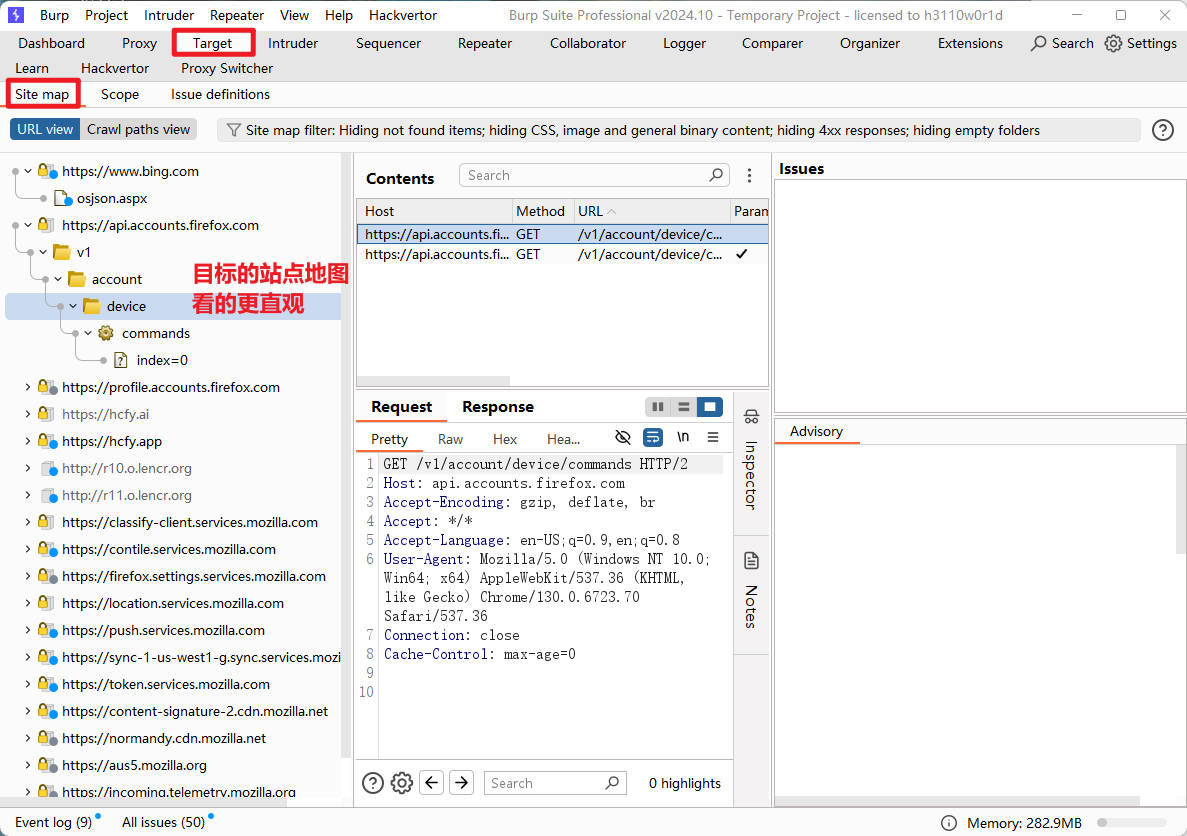 Burp Project Intruder Repeater View Help Hackvertor Burp Suite Professional v2024.10 - Temporary Project - licensed to h3110w0r1d
Dashboard Proxy Target Intruder Sequencer Repeater Collaborator Logger Comparer Organizer Extensions Search Settings
Learn Hackvertor Proxy Switcher
Site map Scope Issue definitions
URL view Crawl paths view Site map filter: Hiding not found items; hiding CSS, image and general binary content; hiding 4xx responses; hiding empty folders
https://www.bing.com
osjson.aspx
https://api.accounts.firefox.com
v1
account
device
commands
index=0
https://profile.accounts.firefox.com
https://hcfy.ai
https://hcfy.app
http://r10.o.lencr.org
http://r11.o.lencr.org
https://classify-client.services.mozilla.com
https://contile.services.mozilla.com
https://firefox.settings.services.mozilla.com
https://location.services.mozilla.com
https://push.services.mozilla.com
https://sync-1-us-west1-g.sync.services.mozi
https://token.services.mozilla.com
https://content-signature-2.cdn.mozilla.net
https://normandy.cdn.mozilla.net
https://aus5.mozilla.org
https://incoming.telemetry.mozilla.org
目标的站点地图
看的更直观
Contents Search
Host Method URL Param
https://api.accounts.fi... GET /v1/account/device/c...
https://api.accounts.fi... GET /v1/account/device/c... ✓
Request Response
Pretty Raw Hex Hea... \n
1 GET /v1/account/device/commands HTTP/2
2 Host: api.accounts.firefox.com
3 Accept-Encoding: gzip, deflate, br
4 Accept: */*
5 Accept-Language: en-US;q=0.9,en;q=0.8
6 User-Agent: Mozilla/5.0 (Windows NT 10.0;
Win64; x64) AppleWebKit/537.36 (KHTML,
like Gecko) Chrome/130.0.6723.70
Safari/537.36
7 Connection: close
8 Cache-Control: max-age=0
9
10
Search 0 highlights
Inspector
Notes
Issues
Advisory
Event log (9) All issues (50) Memory: 282.9MB